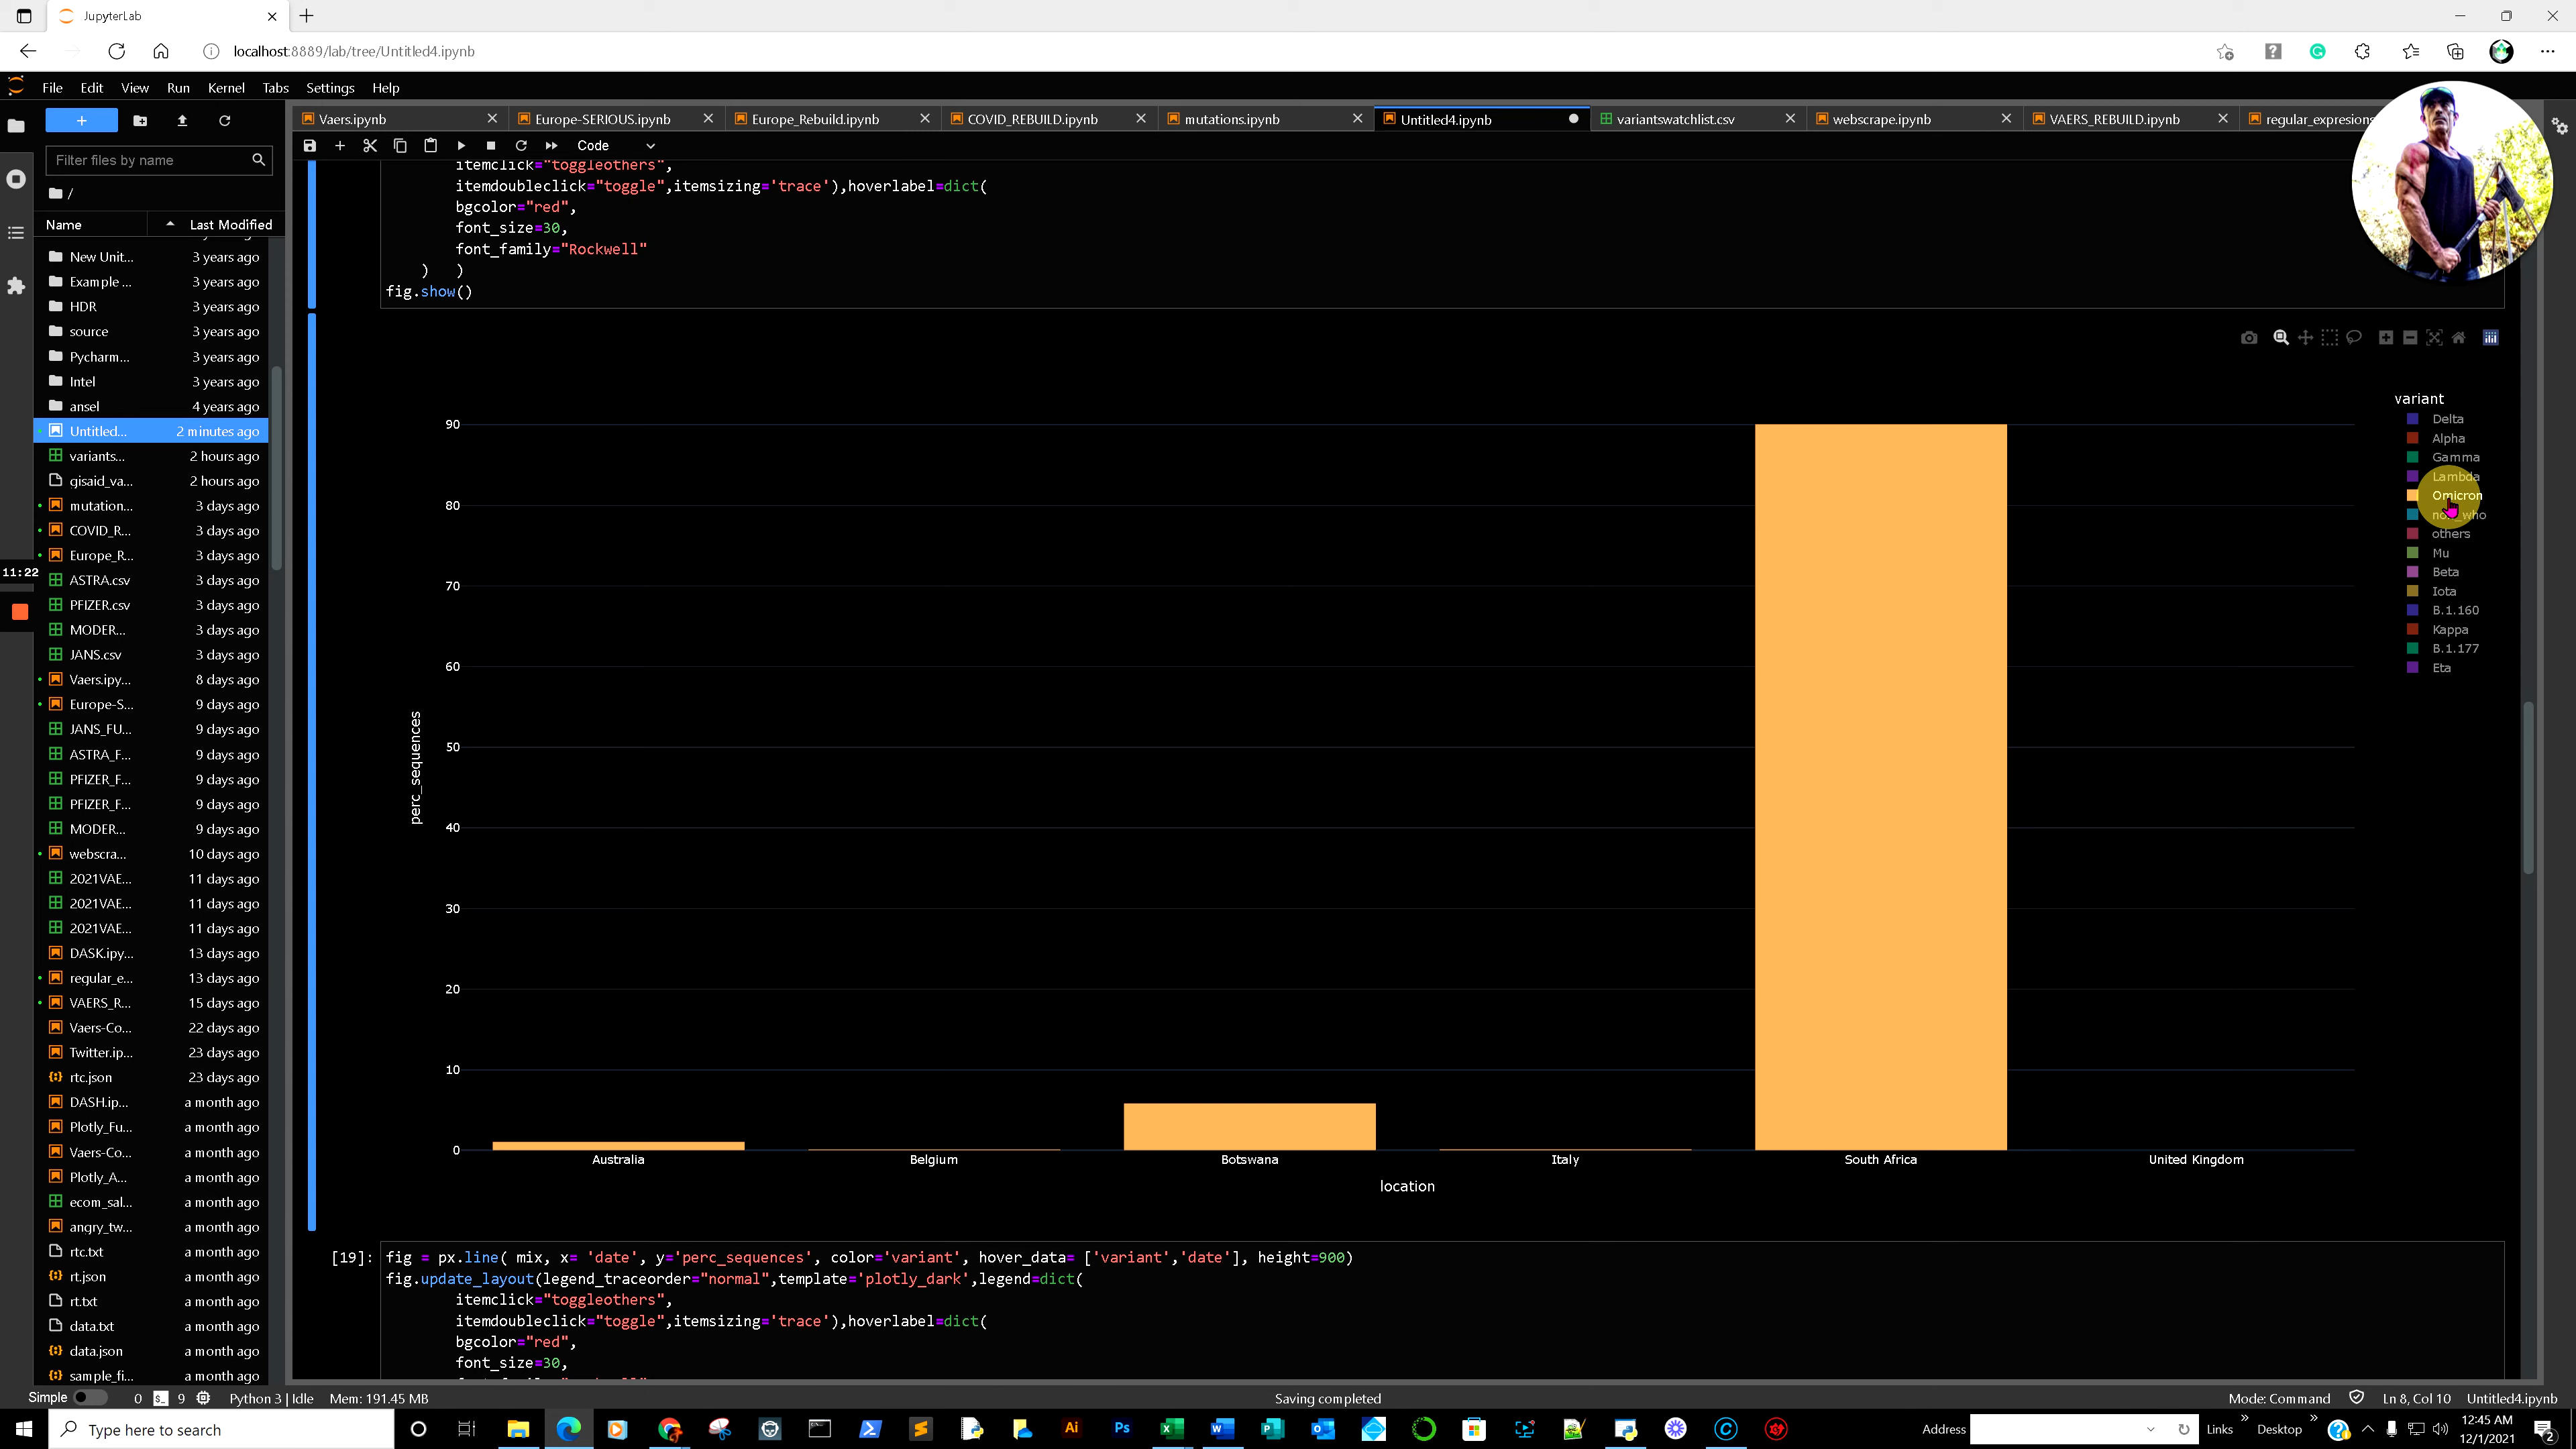 JupyterLab
localhost:8889/lab/tree/Untitled4.ipynb
File Edit View Run Kernel Tabs Settings Help
Vaers.ipynb Europe-SERIOUS.ipynb Europe_Rebuild.ipynb COVID_REBUILD.ipynb mutations.ipynb Untitled4.ipynb variantswatchlist.csv webscrape.ipynb VAERS_REBUILD.ipynb regular_expresions
Code
Filter files by name
/
Name Last Modified
New Unit... 3 years ago
Example ... 3 years ago
HDR 3 years ago
source 3 years ago
Pycharm... 3 years ago
Intel 3 years ago
ansel 4 years ago
Untitled... 2 minutes ago
variants... 2 hours ago
gisaid_va... 2 hours ago
mutation... 3 days ago
COVID_R... 3 days ago
Europe_R... 3 days ago
ASTRA.csv 3 days ago
PFIZER.csv 3 days ago
MODER... 3 days ago
JANS.csv 3 days ago
Vaers.ipy... 8 days ago
Europe-S... 9 days ago
JANS_FU... 9 days ago
ASTRA_F... 9 days ago
PFIZER_F... 9 days ago
PFIZER_F... 9 days ago
MODER... 9 days ago
webscra... 10 days ago
2021VAE... 11 days ago
2021VAE... 11 days ago
2021VAE... 11 days ago
DASK.ipy... 13 days ago
regular_e... 13 days ago
VAERS_R... 15 days ago
Vaers-Co... 22 days ago
Twitter.ip... 23 days ago
rtc.json 23 days ago
DASH.ip... a month ago
Plotly_Fu... a month ago
Vaers-Co... a month ago
Plotly_A... a month ago
ecom_sal... a month ago
angry_tw... a month ago
rtc.txt a month ago
rt.json a month ago
rt.txt a month ago
data.txt a month ago
data.json a month ago
sample_fi... a month ago
11:22
itemclick="toggleothers",
itemdoubleclick="toggle",itemsizing='trace'),hoverlabel=dict(
bgcolor="red",
font_size=30,
font_family="Rockwell"
) )
fig.show()
variant
Delta
Alpha
Gamma
Lambda
Omicron
non_who
others
Mu
Beta
Iota
B.1.160
Kappa
B.1.177
Eta
perc_sequences
90
80
70
60
50
40
30
20
10
0
Australia Belgium Botswana Italy South Africa United Kingdom
location
[19]: fig = px.line( mix, x= 'date', y='perc_sequences', color='variant', hover_data= ['variant','date'], height=900)
fig.update_layout(legend_traceorder="normal",template='plotly_dark',legend=dict(
itemclick="toggleothers",
itemdoubleclick="toggle",itemsizing='trace'),hoverlabel=dict(
bgcolor="red",
font_size=30,
Simple 0 9 Python 3 | Idle Mem: 191.45 MB Saving completed Mode: Command Ln 8, Col 10 Untitled4.ipynb
Type here to search Ai Ps Address Links Desktop 12:45 AM
12/1/2021 2